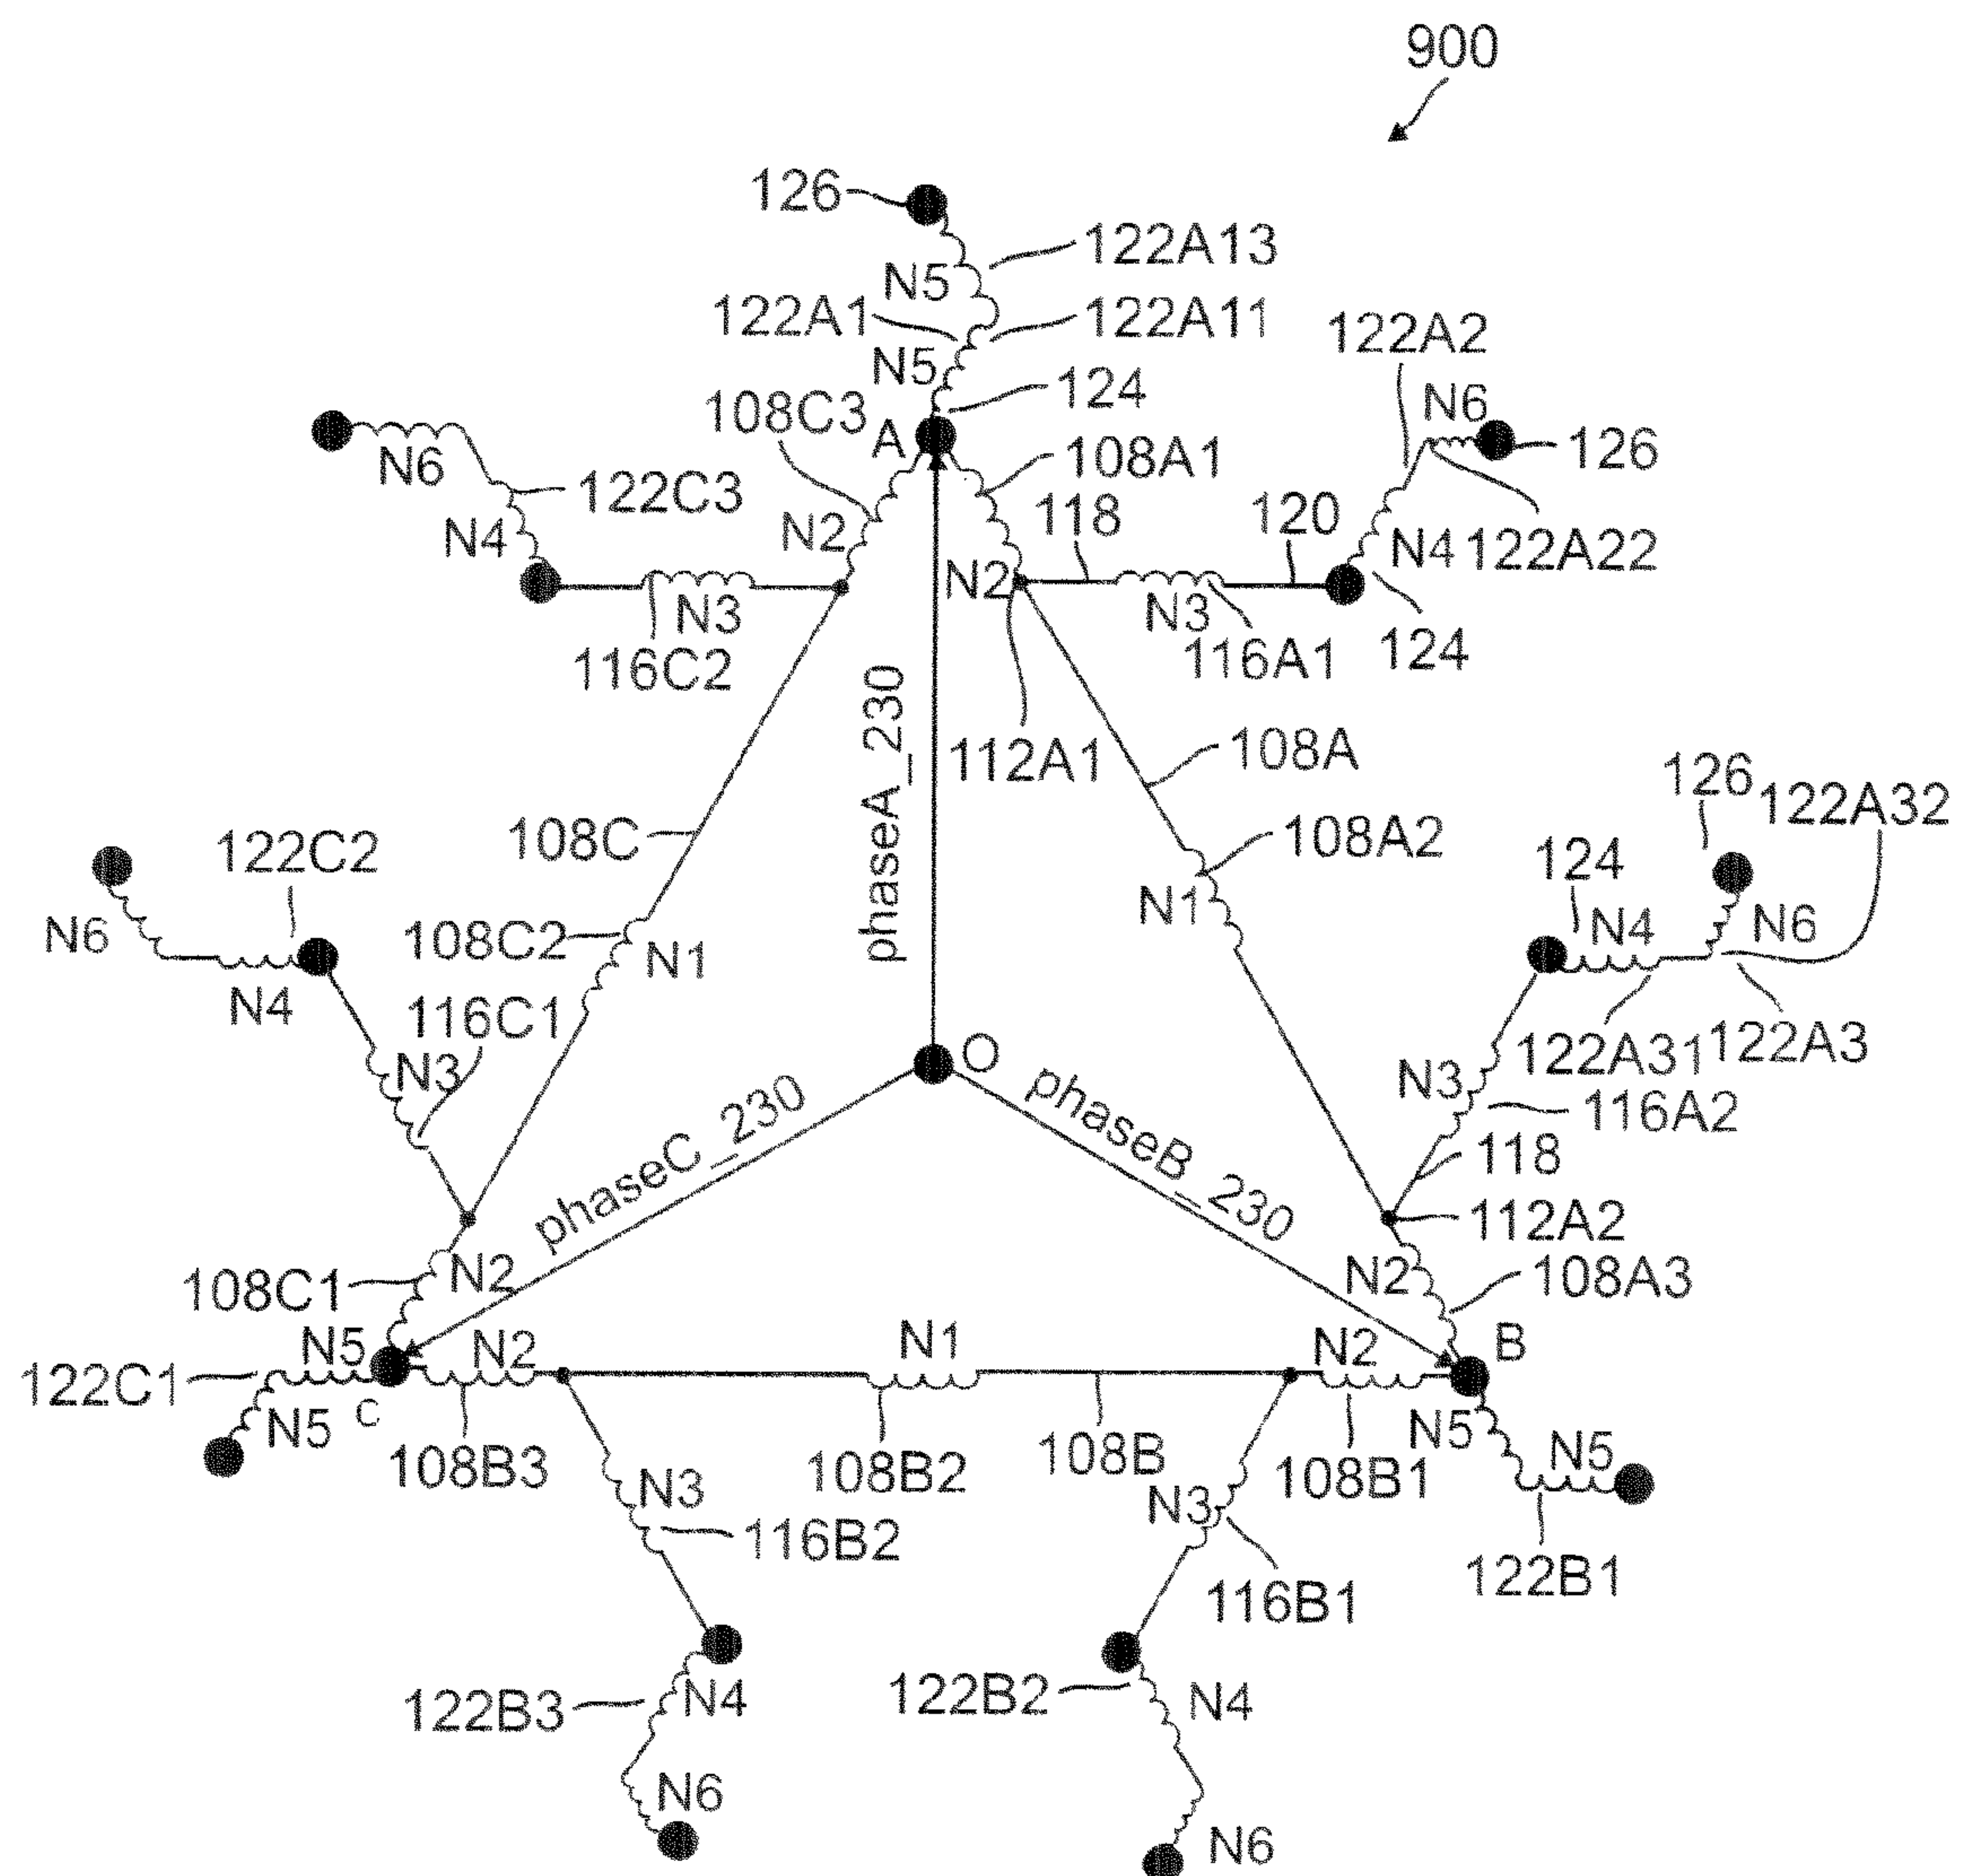 900
126
122A13
N5
122A1
122A11
122A2
N5
124
N6
108C3
A
108A1
126
N6
122C3
118
120
N2
N4
N4
122A22
N2
N3
N3
116C2
116A1
124
phaseA_230
112A1
108A
126
122A32
108C
108A2
122C2
124
N1
N4
N6
N6
108C2
N1
N4
116C1
O
122A31
122A3
N3
phaseC_230
phaseB_230
N3
116A2
118
112A2
N2
N2
108C1
108A3
N5
N2
N1
N2
B
122C1
C
N5
N5
N5
108B3
108B2
108B
108B1
N3
N3
116B2
122B1
116B1
122B3
N4
122B2
N4
N6
N6